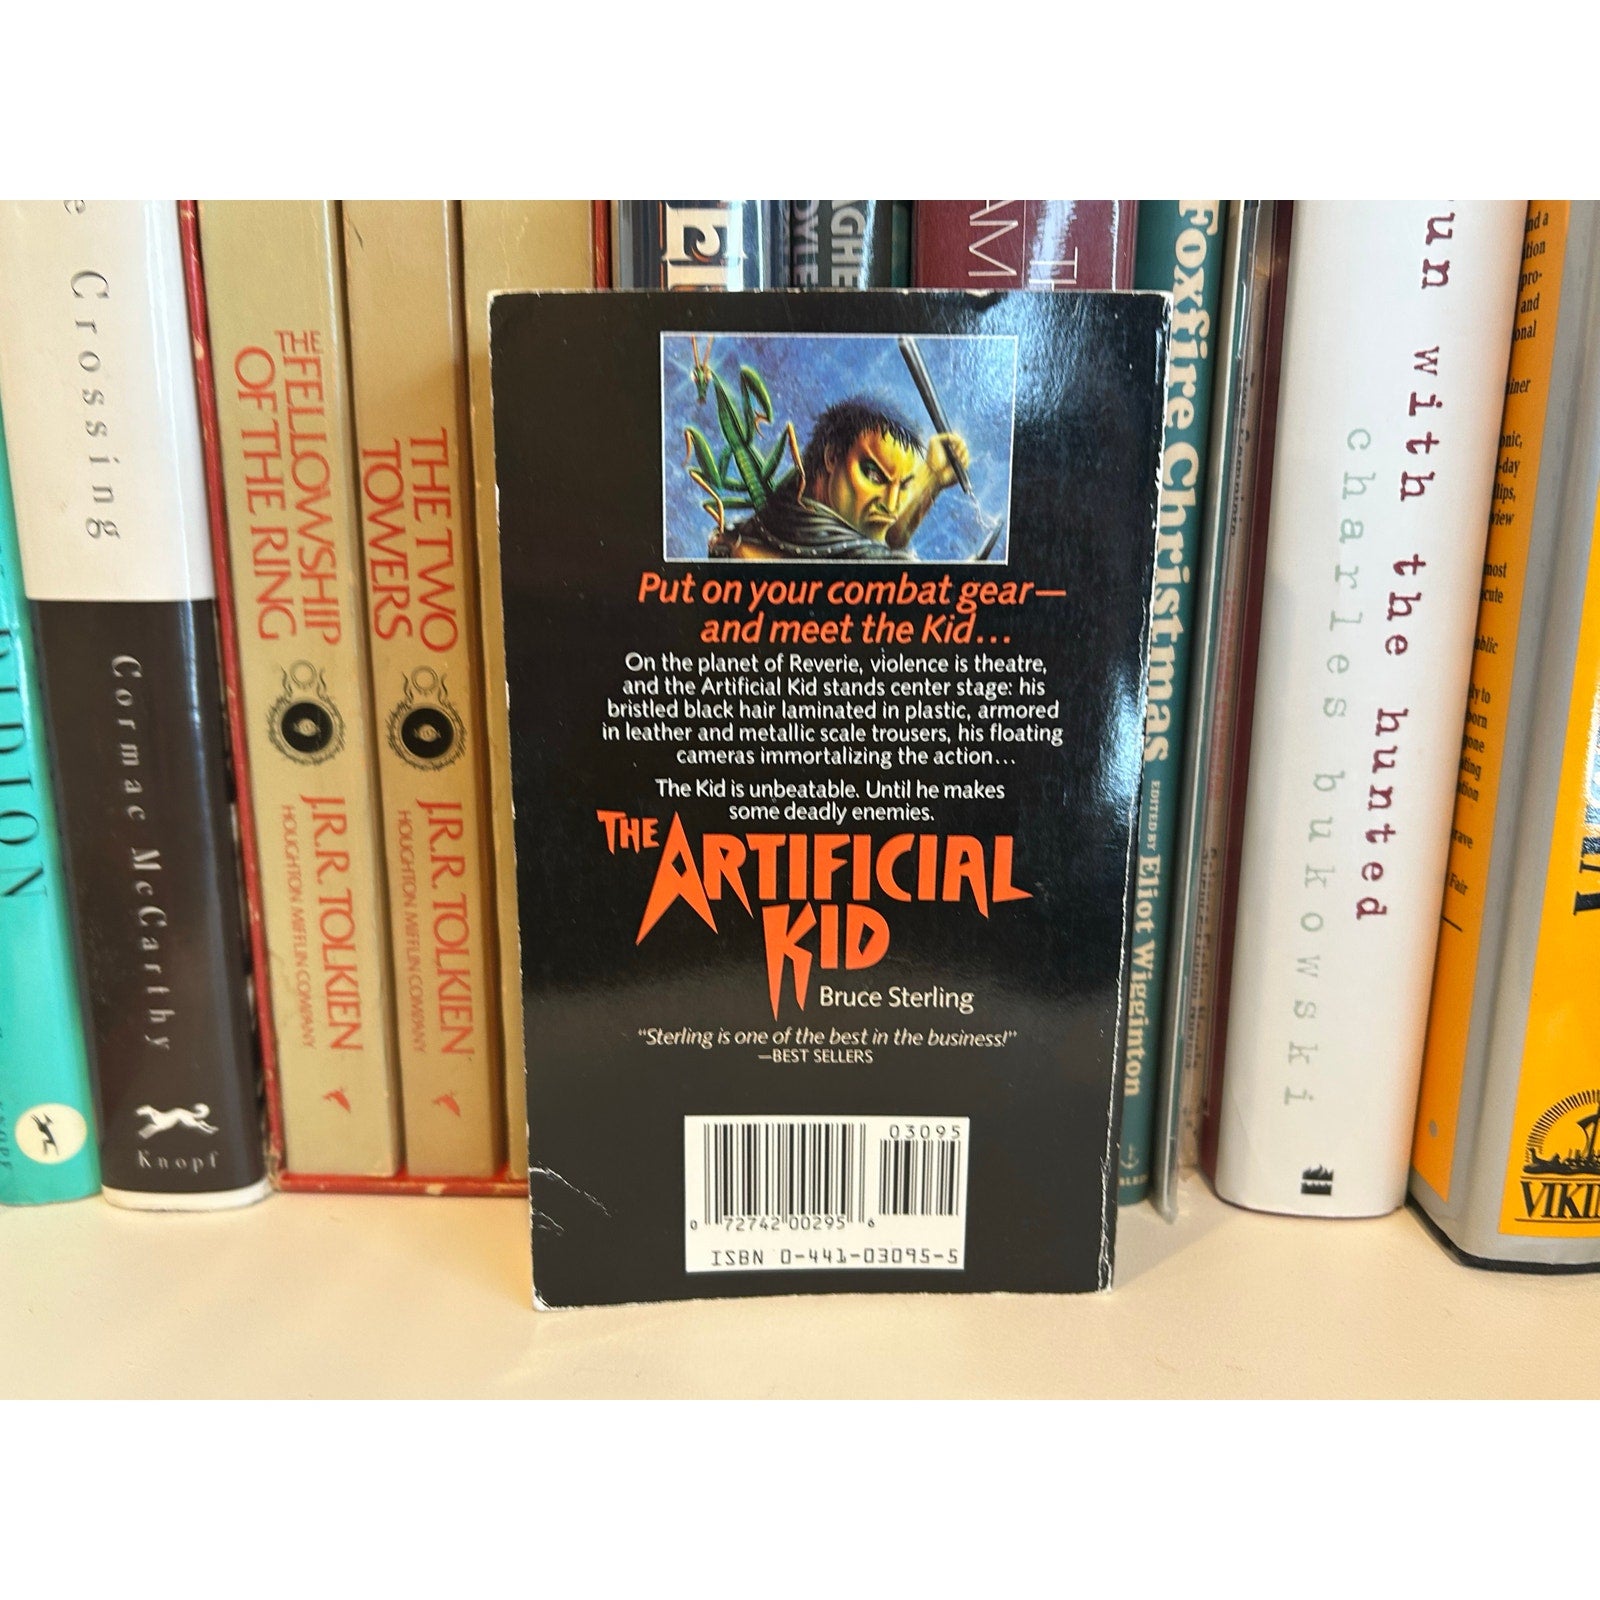 Crossing
Cormac McCarthy
Knopf
THE FELLOWSHIP
OF THE RING
J.R.R. TOLKIEN
HOUGHTON MIFFLIN COMPANY
THE TWO
TOWERS
J.R.R. TOLKIEN
HOUGHTON MIFFLIN COMPANY
Put on your combat gear—
and meet the Kid...
On the planet of Reverie, violence is theatre,
and the Artificial Kid stands center stage: his
bristled black hair laminated in plastic, armored
in leather and metallic scale trousers, his floating
cameras immortalizing the action...
The Kid is unbeatable. Until he makes
some deadly enemies.
THE ARTIFICIAL
KID
Bruce Sterling
"Sterling is one of the best in the business!"
—BEST SELLERS
03095
0 72742 00295 6
ISBN 0-441-03095-5
Foxfire Christmas
EDITED BY Eliot Wigginton
un with the hunted
charles bukowski